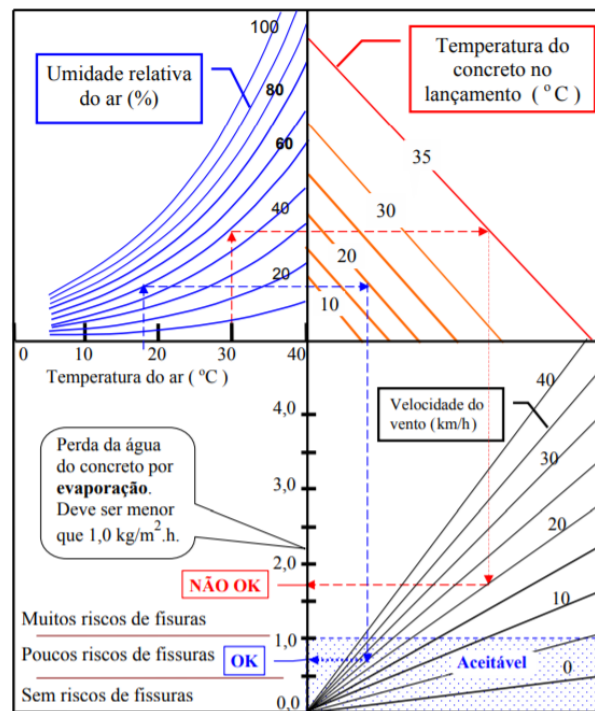 100
Umidade relativa
do ar (%)
80
60
40
20
Temperatura do
concreto no
lançamento ( ºC )
35
30
20
10
10
20
30
40
Temperatura do ar ( ºC )
4,0
3,0
2,0
1,0
0,0
Perda da água
do concreto por
evaporação.
Deve ser menor
que 1,0 kg/m².h.
Velocidade do
vento (km/h)
40
30
20
10
0
NÃO OK
Muitos riscos de fisuras
Poucos riscos de fissuras
OK
Aceitável
Sem riscos de fissuras